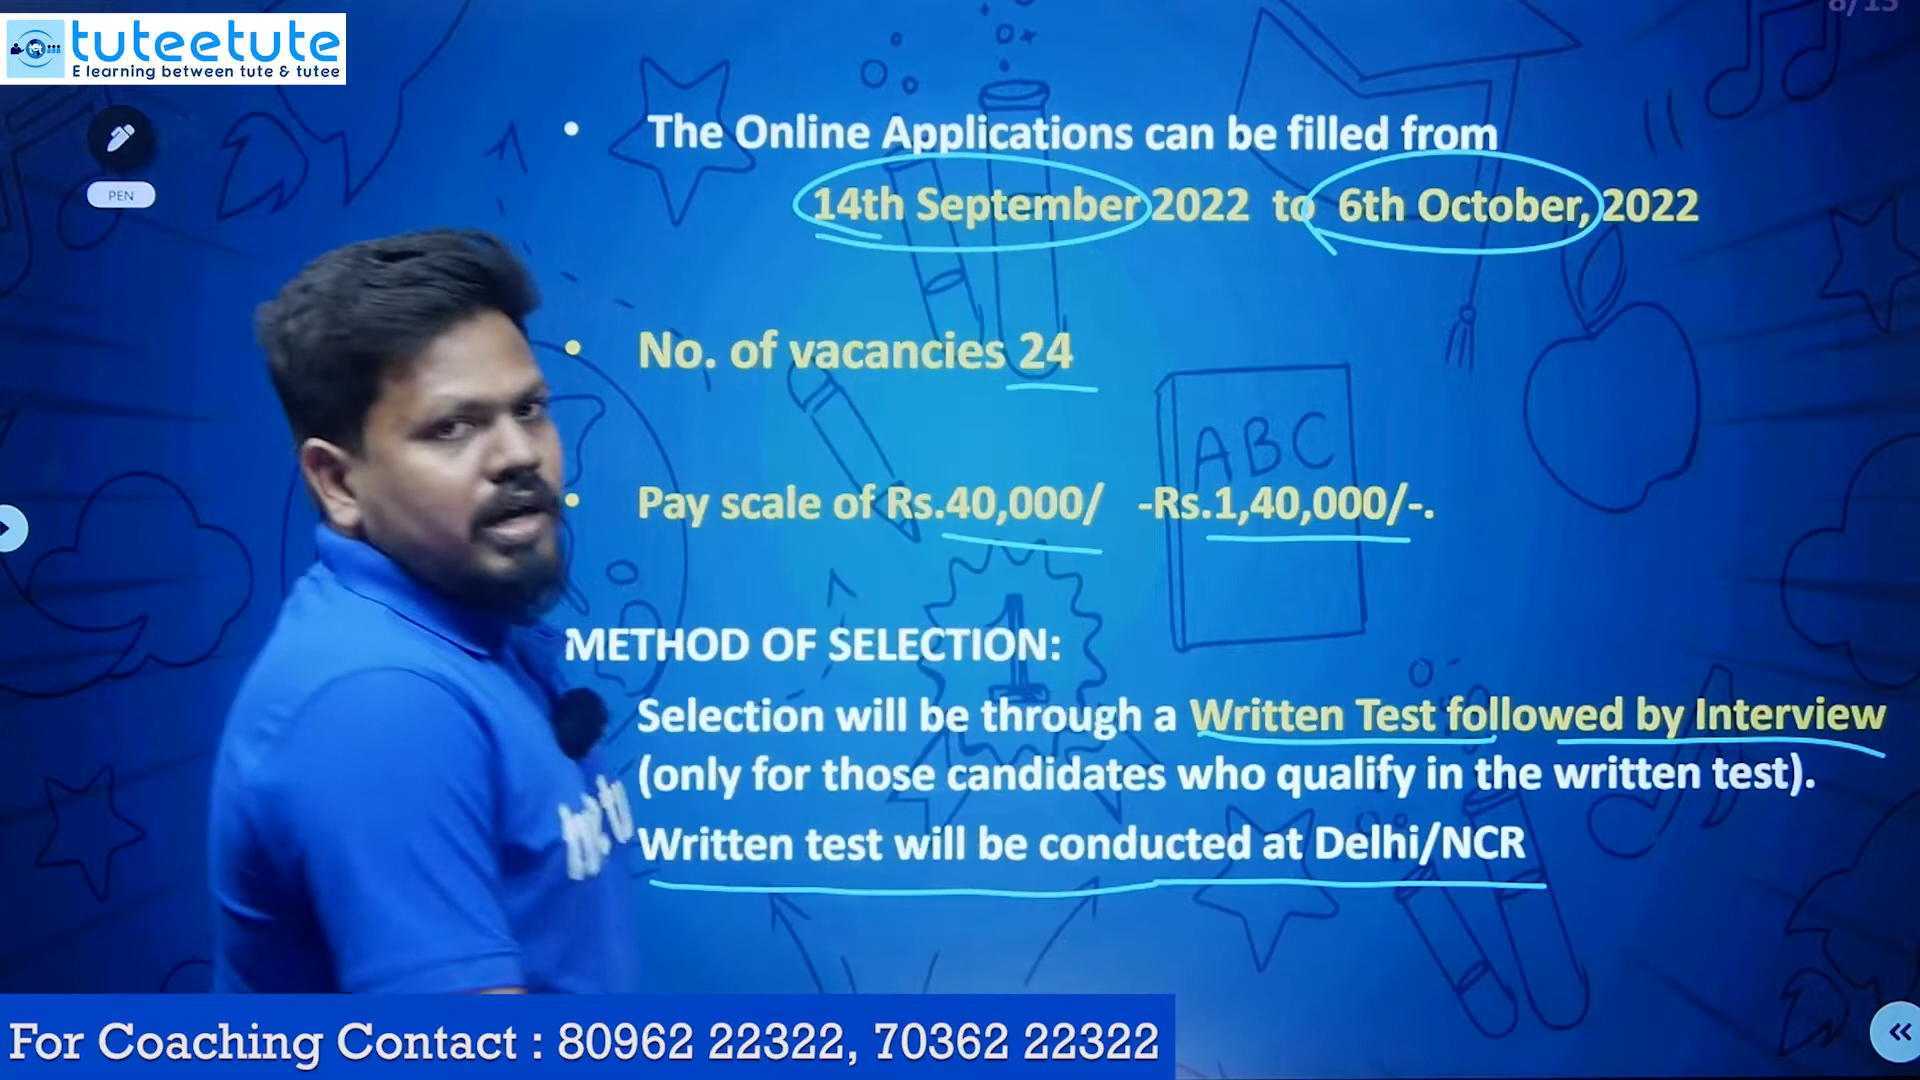 tuteetute
E learning between tute & tutee
PEN
• The Online Applications can be filled from
14th September 2022 to 6th October, 2022
• No. of vacancies 24
• Pay scale of Rs.40,000/ -Rs.1,40,000/-.
ABC
1
METHOD OF SELECTION:
Selection will be through a Written Test followed by Interview
(only for those candidates who qualify in the written test).
Written test will be conducted at Delhi/NCR
For Coaching Contact : 80962 22322, 70362 22322